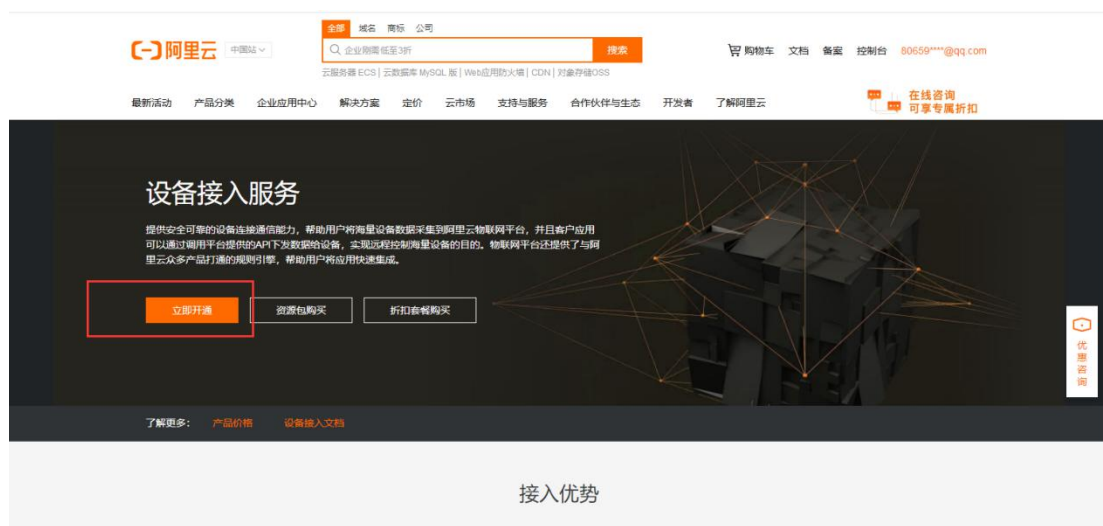 全部 域名 商标 公司
阿里云 中国站
企业刚需低至3折 搜索
购物车 文档 备案 控制台 80659****@qq.com
云服务器 ECS | 云数据库 MySQL 版 | Web应用防火墙 | CDN | 对象存储OSS
最新活动 产品分类 企业应用中心 解决方案 定价 云市场 支持与服务 合作伙伴与生态 开发者 了解阿里云
在线咨询
可享专属折扣
设备接入服务
提供安全可靠的设备连接通信能力，帮助用户将海量设备数据采集到阿里云物联网平台，并且客户应用
可以通过调用平台提供的API下发数据给设备，实现远程控制海量设备的目的。物联网平台还提供了与阿
里云众多产品打通的规则引擎，帮助用户将应用快速集成。
立即开通 资源包购买 折扣套餐购买
优惠咨询
了解更多： 产品价格 设备接入文档
接入优势